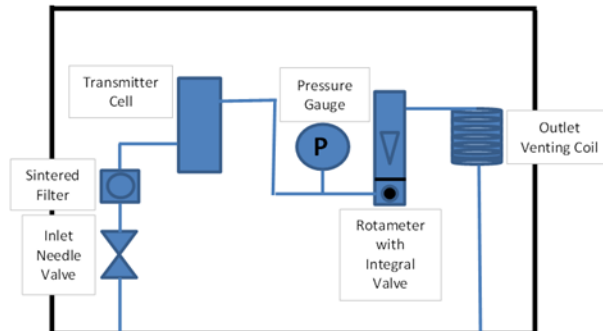 Transmitter
Cell
Pressure
Gauge
P
Outlet
Venting Coil
Sintered
Filter
Rotameter
with
Integral
Valve
Inlet
Needle
Valve